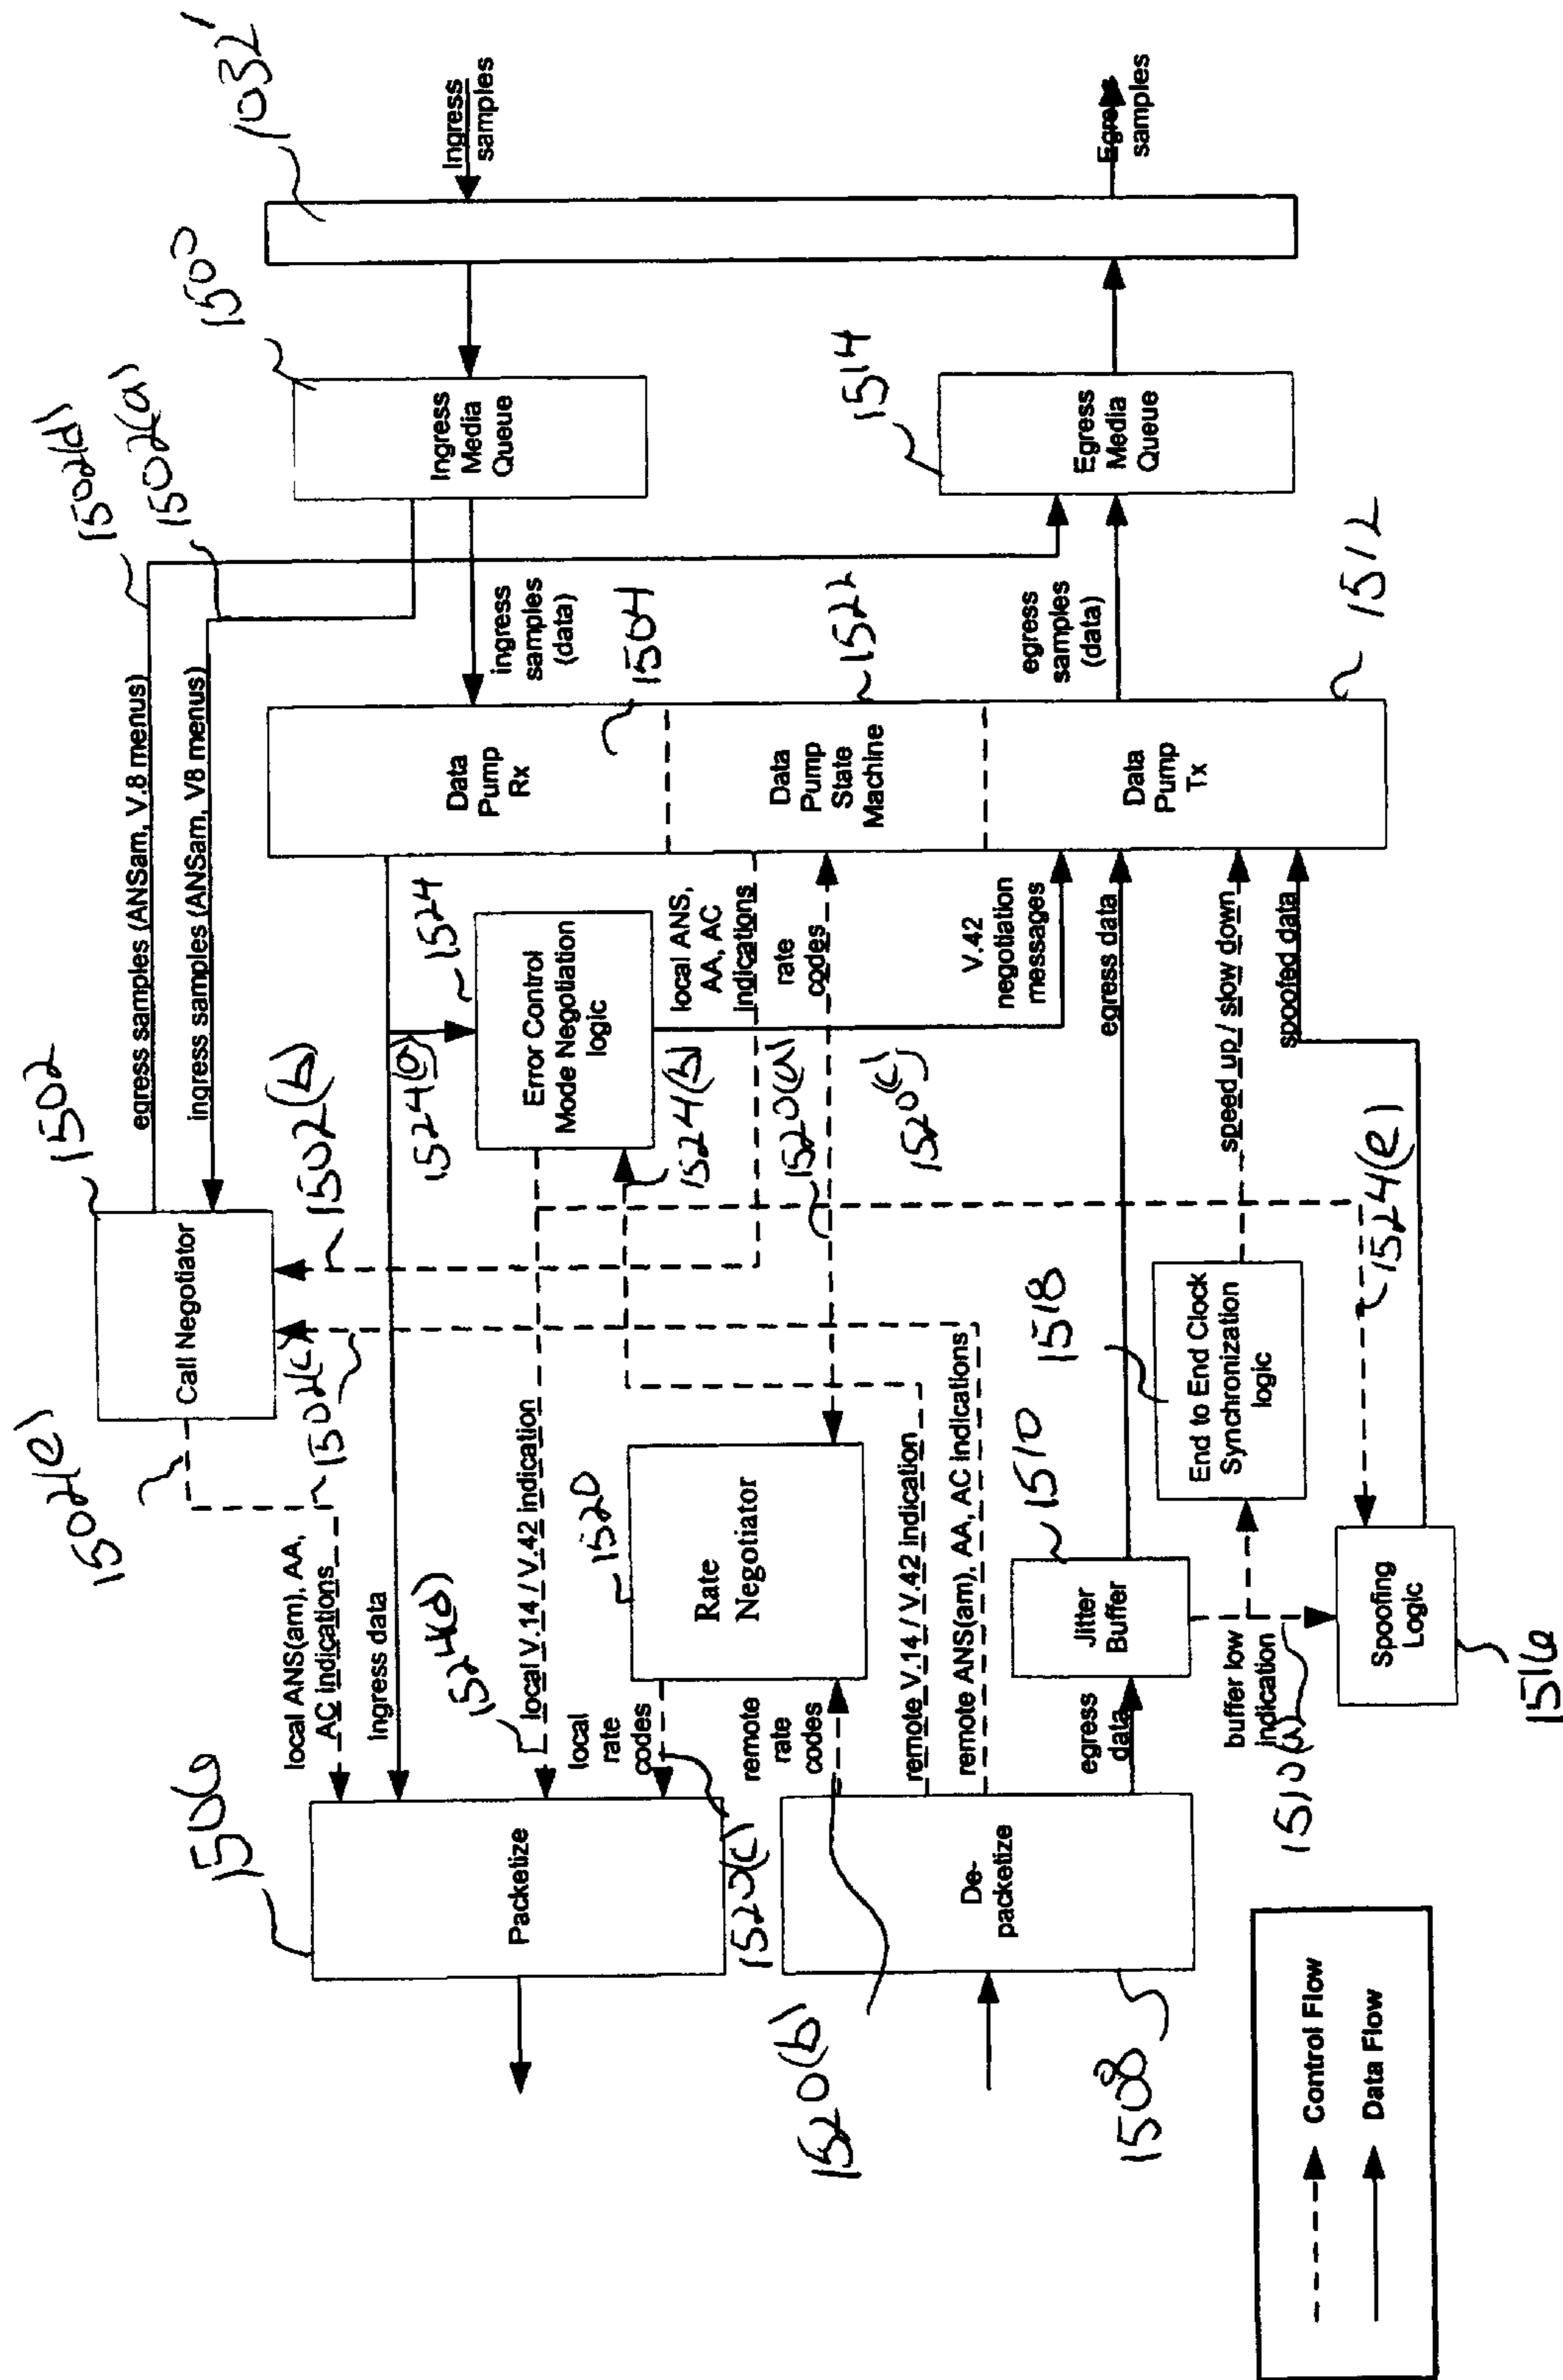 1032'
Ingress
samples
Egress
samples
1500
Ingress
Media
Queue
1514
Egress
Media
Queue
1502(d)
1502(a)
egress samples (ANSam, V.8 menus)
ingress samples (ANSam, V8 menus)
ingress
samples
(data)
1504
1522
egress
samples
(data)
1512
Data
Pump
Rx
Data
Pump
State
Machine
Data
Pump
Tx
1502
1502(b)
Call Negotiator
1502(e)
1502(c)
1524
1524(a)
Error Control
Mode Negotiation
logic
1524(b)
local ANS,
AA, AC
indications
rate
codes
1520(a)
1520(c)
V.42
negotiation
messages
egress data
speed up / slow down
spoofed data
1524(e)
local ANS(am), AA,
AC indications
ingress data
1524(d)
local V.14 / V.42 indication
1520
Rate
Negotiator
local
rate
codes
remote
rate
codes
remote V.14 / V.42 indication
remote ANS(am), AA, AC indications
egress
data
1510
Jitter
Buffer
1518
End to End Clock
Synchronization
logic
buffer low
indication
1510(a)
Spoofing
Logic
1516
1506
Packetize
1520(c)
1520(b)
De-
packetize
1508
Control Flow
Data Flow